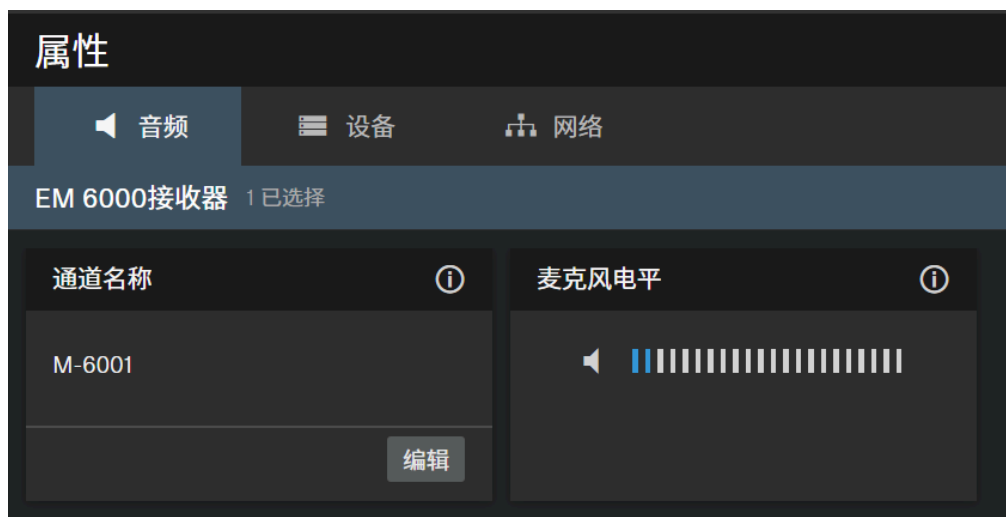 属性
音频 设备 网络
EM 6000接收器 1 已选择
通道名称
麦克风电平
M-6001
编辑